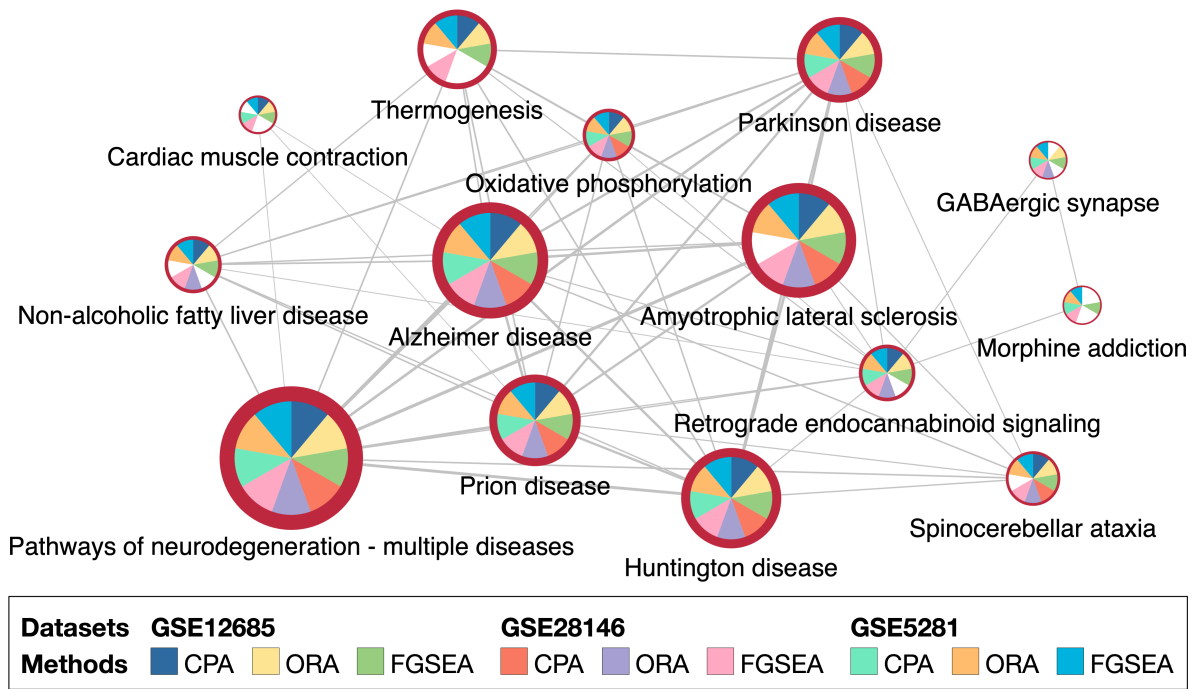 Thermogenesis
Parkinson disease
Cardiac muscle contraction
Oxidative phosphorylation
GABAergic synapse
Non-alcoholic fatty liver disease
Alzheimer disease
Amyotrophic lateral sclerosis
Morphine addiction
Retrograde endocannabinoid signaling
Prion disease
Spinocerebellar ataxia
Pathways of neurodegeneration - multiple diseases
Huntington disease
Datasets GSE12685 GSE28146 GSE5281
Methods CPA ORA FGSEA CPA ORA FGSEA CPA ORA FGSEA